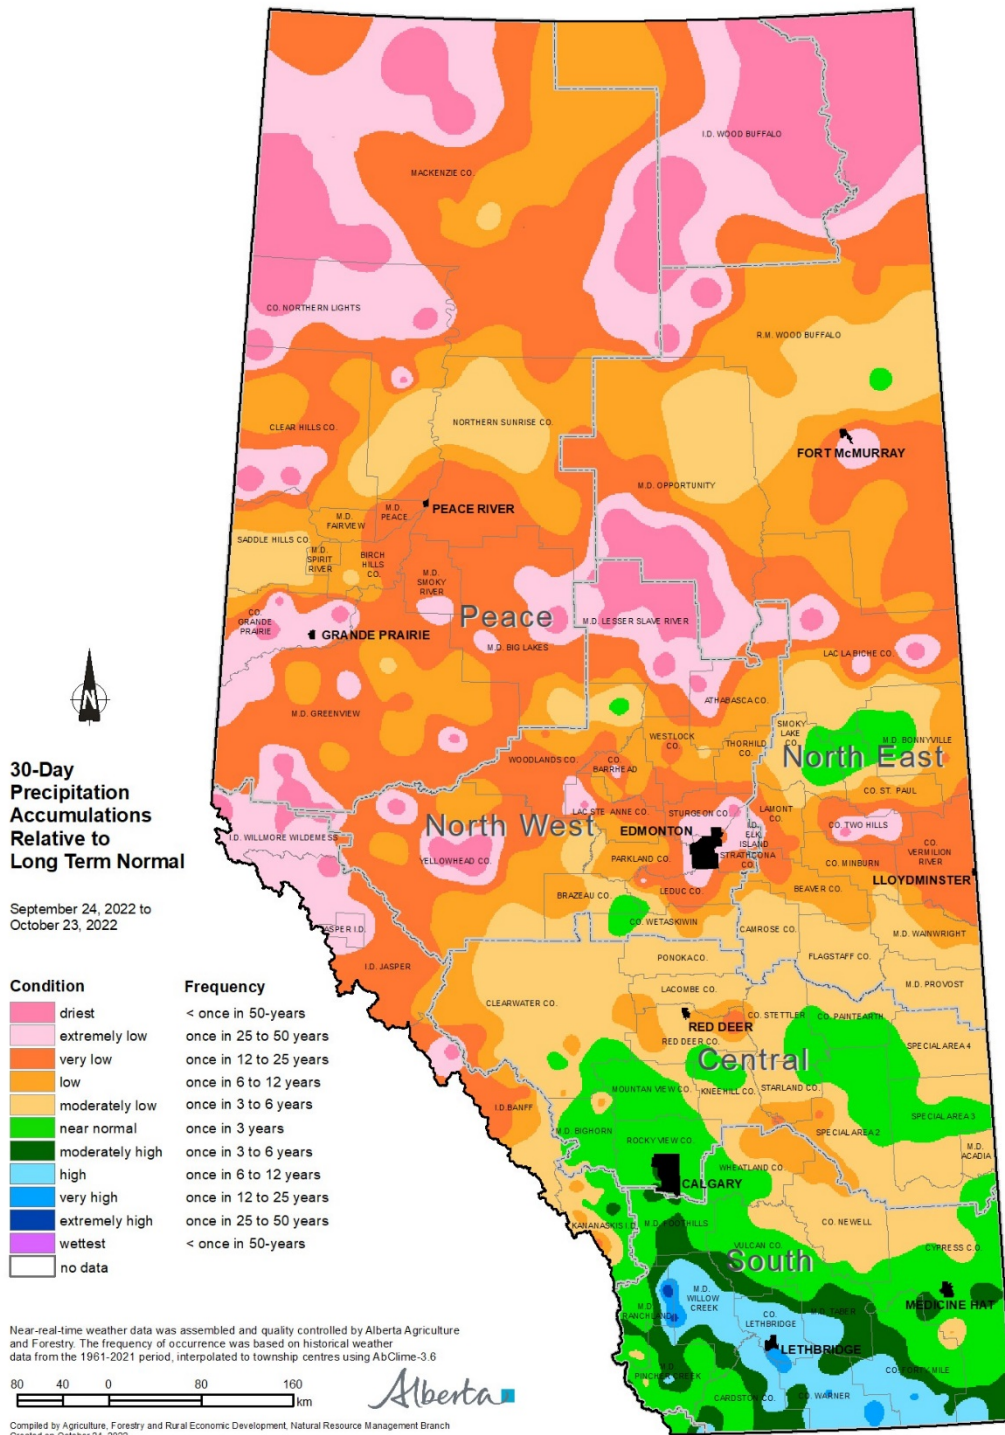 I.D. WOOD BUFFALO
MACKENZIE CO.
CO. NORTHERN LIGHTS
R.M. WOOD BUFFALO
CLEAR HILLS CO.
NORTHERN SUNRISE CO.
FORT McMURRAY
M.D. OPPORTUNITY
PEACE RIVER
M.D. PEACE
M.D. FAIRVIEW
SADDLE HILLS CO.
M.D. SPIRIT RIVER
BIRCH HILLS CO.
M.D. SMOKY RIVER
CO. GRANDE PRAIRIE
GRANDE PRAIRIE
Peace
M.D. LESSER SLAVE RIVER
M.D. BIG LAKES
LAC LA BICHE CO.
M.D. GREENVIEW
ATHABASCA CO.
SMOKY LAKE CO.
M.D. BONNYVILLE
WESTLOCK CO.
THORHILD CO.
North East
WOODLANDS CO.
CO. BARRHEAD
CO. ST. PAUL
LAC STE ANNE CO.
STURGEON CO.
LAMONT CO.
CO. TWO HILLS
North West
EDMONTON
I.D. ELK ISLAND
I.D. WILLMORE WILDERNESS
YELLOWHEAD CO.
PARKLAND CO.
STRATHCONA CO.
CO. MINBURN
CO. VERMILION RIVER
LLOYDMINSTER
BRAZEAU CO.
LEDUC CO.
BEAVER CO.
CO. WETASKIWIN
CAMROSE CO.
M.D. WAINWRIGHT
JASPER I.D.
I.D. JASPER
PONOKA CO.
FLAGSTAFF CO.
M.D. PROVOST
CLEARWATER CO.
LACOMBE CO.
RED DEER
CO. STETTLER
CO. PAINTEARTH
RED DEER CO.
SPECIAL AREA 4
Central
MOUNTAIN VIEW CO.
KNEEHILL CO.
STARLAND CO.
I.D. BANFF
M.D. BIGHORN
SPECIAL AREA 3
SPECIAL AREA 2
ROCKY VIEW CO.
M.D. ACADIA
WHEATLAND CO.
CALGARY
KANANASKIS I.D.
M.D. FOOTHILLS
CO. NEWELL
VULCAN CO.
CYPRESS CO.
South
M.D. WILLOW CREEK
MEDICINE HAT
M.D. RANCHLAND
CO. LETHBRIDGE
M.D. TABER
LETHBRIDGE
M.D. PINCHER CREEK
CO. FORTY MILE
CARDSTON CO.
CO. WARNER
N
30-Day
Precipitation
Accumulations
Relative to
Long Term Normal
September 24, 2022 to
October 23, 2022
Condition Frequency
driest < once in 50-years
extremely low once in 25 to 50 years
very low once in 12 to 25 years
low once in 6 to 12 years
moderately low once in 3 to 6 years
near normal once in 3 years
moderately high once in 3 to 6 years
high once in 6 to 12 years
very high once in 12 to 25 years
extremely high once in 25 to 50 years
wettest < once in 50-years
no data
Near-real-time weather data was assembled and quality controlled by Alberta Agriculture
and Forestry. The frequency of occurrence was based on historical weather
data from the 1961-2021 period, interpolated to township centres using AbClime-3.6
80 40 0 80 160
km
Alberta
Compiled by Agriculture, Forestry and Rural Economic Development, Natural Resource Management Branch
Created on October 24, 2022